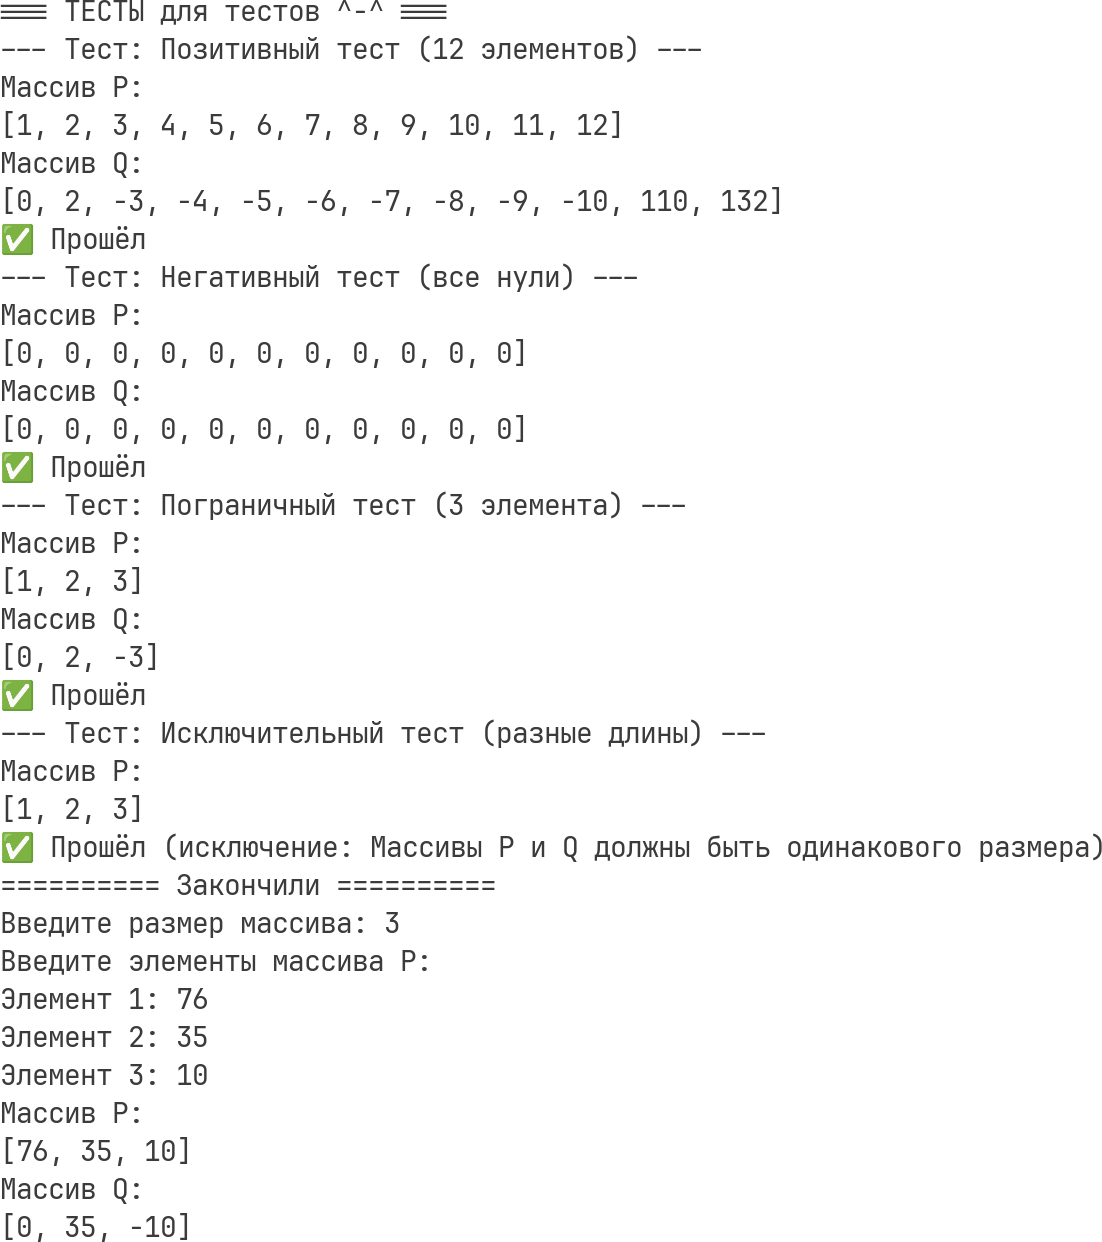 === ТЕСТЫ для тестов ^-^ ===
--- Тест: Позитивный тест (12 элементов) ---
Массив P:
[1, 2, 3, 4, 5, 6, 7, 8, 9, 10, 11, 12]
Массив Q:
[0, 2, -3, -4, -5, -6, -7, -8, -9, -10, 110, 132]
✅ Прошёл
--- Тест: Негативный тест (все нули) ---
Массив P:
[0, 0, 0, 0, 0, 0, 0, 0, 0, 0, 0]
Массив Q:
[0, 0, 0, 0, 0, 0, 0, 0, 0, 0, 0]
✅ Прошёл
--- Тест: Пограничный тест (3 элемента) ---
Массив P:
[1, 2, 3]
Массив Q:
[0, 2, -3]
✅ Прошёл
--- Тест: Исключительный тест (разные длины) ---
Массив P:
[1, 2, 3]
✅ Прошёл (исключение: Массивы P и Q должны быть одинакового размера)
========== Закончили ==========
Введите размер массива: 3
Введите элементы массива P:
Элемент 1: 76
Элемент 2: 35
Элемент 3: 10
Массив P:
[76, 35, 10]
Массив Q:
[0, 35, -10]